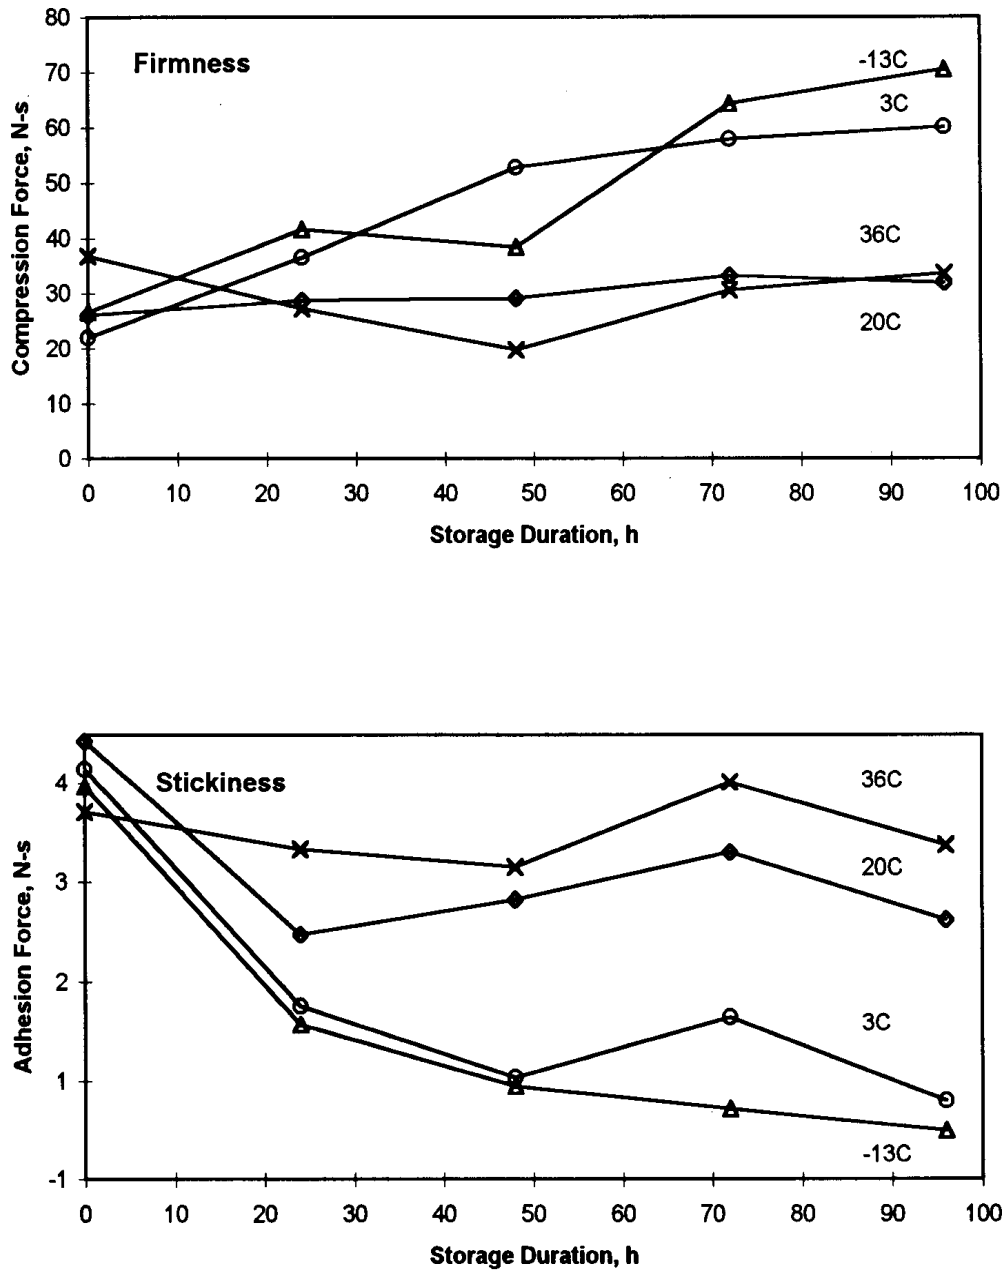 80
Firmness
-13C
70
3C
60
50
40
36C
30
20C
20
10
0
0 10 20 30 40 50 60 70 80 90 100
Compression Force, N-s
Storage Duration, h
Stickiness
36C
4
20C
3
2
3C
1
-13C
-1
0 10 20 30 40 50 60 70 80 90 100
Adhesion Force, N-s
Storage Duration, h